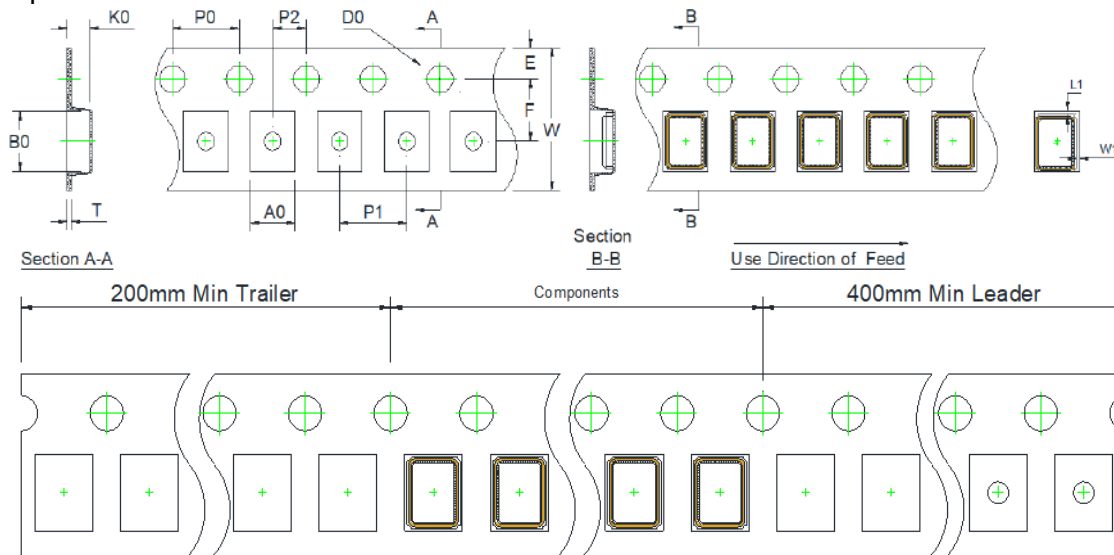 K0
P0
P2
D0
A
B
E
F
W
B0
L1
W
T
A0
P1
A
B
Section A-A
Section
B-B
Use Direction of Feed
200mm Min Trailer
Components
400mm Min Leader